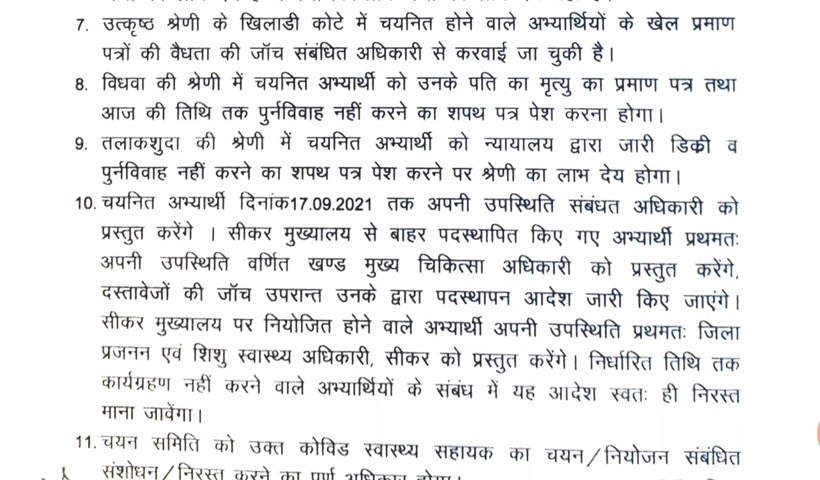 7. उत्कृष्ठ श्रेणी के खिलाडी कोटे में चयनित होने वाले अभ्यार्थियों के खेल प्रमाण
पत्रों की वैधता की जॉच संबंधित अधिकारी से करवाई जा चुकी है।
8. विधवा की श्रेणी में चयनित अभ्यार्थी को उनके पति का मृत्यु का प्रमाण पत्र तथा
आज की तिथि तक पुर्नविवाह नहीं करने का शपथ पत्र पेश करना होगा।
9. तलाकशुदा की श्रेणी में चयनित अभ्यार्थी को न्यायालय द्वारा जारी डिक्री व
पुर्नविवाह नहीं करने का शपथ पत्र पेश करने पर श्रेणी का लाभ देय होगा।
10. चयनित अभ्यार्थी दिनांक17.09.2021 तक अपनी उपस्थिति संबंधत अधिकारी को
प्रस्तुत करेंगे । सीकर मुख्यालय से बाहर पदस्थापित किए गए अभ्यार्थी प्रथमतः
अपनी उपस्थिति वर्णित खण्ड मुख्य चिकित्सा अधिकारी को प्रस्तुत करेंगे,
दस्तावेजों की जॉच उपरान्त उनके द्वारा पदस्थापन आदेश जारी किए जाएंगे।
सीकर मुख्यालय पर नियोजित होने वाले अभ्यार्थी अपनी उपस्थिति प्रथमतः जिला
प्रजनन एवं शिशु स्वास्थ्य अधिकारी, सीकर को प्रस्तुत करेंगे। निर्धारित तिथि तक
कार्यग्रहण नहीं करने वाले अभ्यार्थियों के संबंध में यह आदेश स्वतः ही निरस्त
माना जावेंगा।
11. चयन समिति को उक्त कोविड स्वास्थ्य सहायक का चयन/नियोजन संबंधित
संशोधन/निरस्त करने का पूर्ण अधिकार होगा।